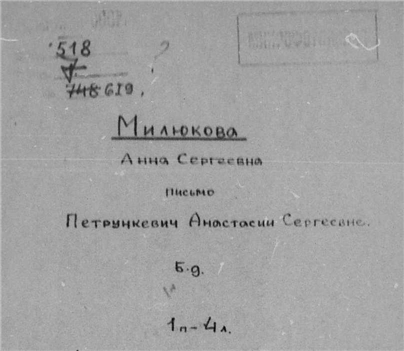 518
748 619.
Милюкова
Анна Сергеевна
письмо
Петрункевич Анастасии Сергеевне.
Б.д.
1п-4л.